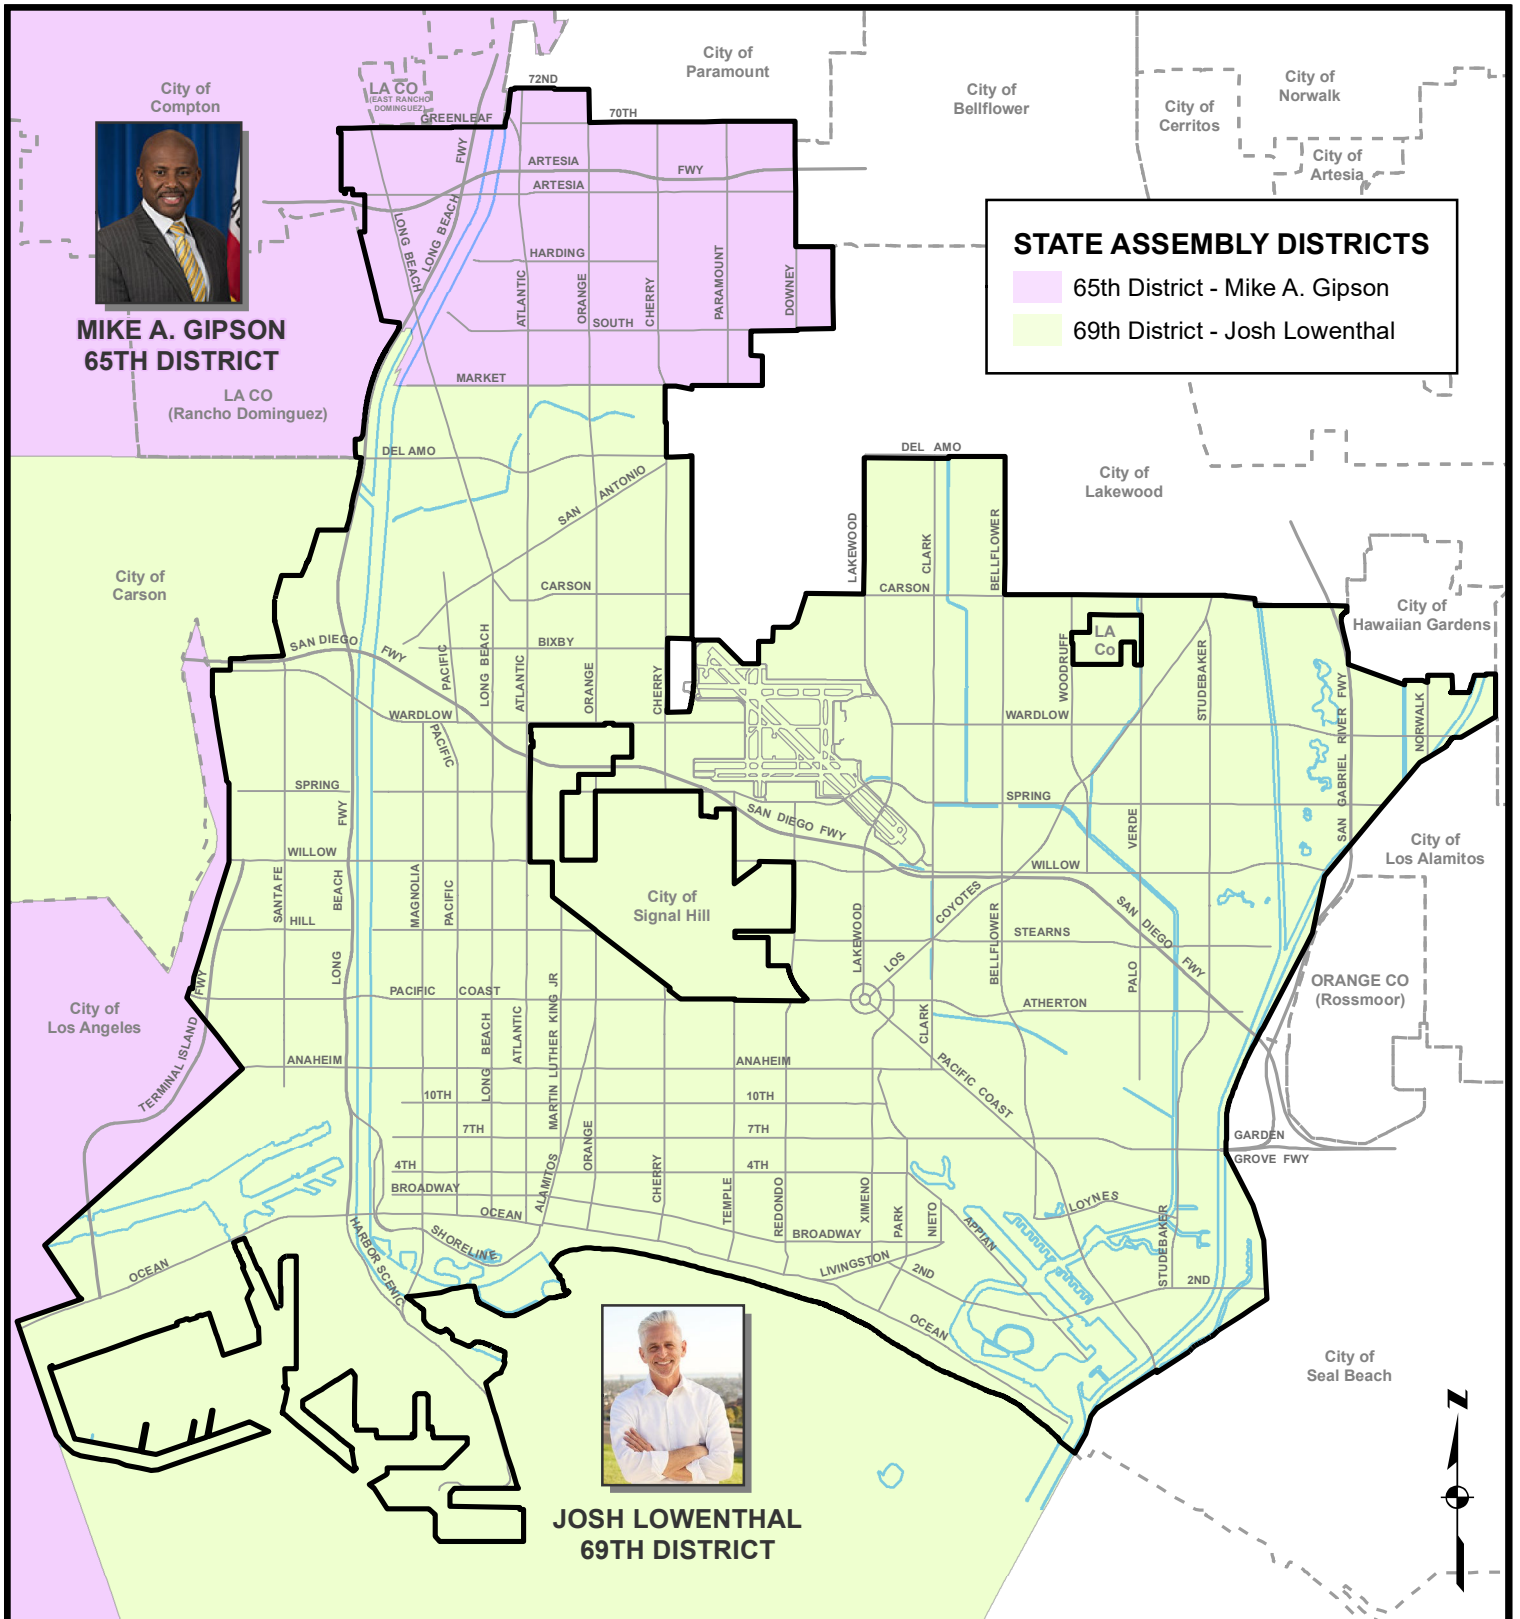 City of
Paramount
City of
Compton
LA CO
(EAST RANCHO
DOMINGUEZ)
72ND
City of
Bellflower
City of
Norwalk
City of
Cerritos
City of
Artesia
GREENLEAF
70TH
FWY
ARTESIA
FWY
ARTESIA
LONG BEACH
LONG BEACH
HARDING
ATLANTIC
ORANGE
CHERRY
PARAMOUNT
DOWNEY
SOUTH
STATE ASSEMBLY DISTRICTS
65th District - Mike A. Gipson
69th District - Josh Lowenthal
MIKE A. GIPSON
65TH DISTRICT
MARKET
LA CO
(Rancho Dominguez)
DEL AMO
DEL AMO
SAN ANTONIO
City of
Lakewood
LAKEWOOD
CLARK
BELLFLOWER
City of
Carson
CARSON
CARSON
City of
Hawaiian Gardens
LA
Co
SAN DIEGO FWY
BIXBY
PACIFIC
LONG BEACH
ATLANTIC
ORANGE
CHERRY
WOODRUFF
STUDEBAKER
WARDLOW
PACIFIC
WARDLOW
SAN GABRIEL RIVER FWY
NORWALK
SPRING
FWY
SPRING
SAN DIEGO FWY
VERDE
City of
Los Alamitos
WILLOW
WILLOW
SANTA FE
BEACH
MAGNOLIA
PACIFIC
City of
Signal Hill
HILL
LAKEWOOD
COYOTES
LOS
BELLFLOWER
STEARNS
SAN DIEGO
FWY
LONG
PALO
FWY
PACIFIC COAST
MARTIN LUTHER KING JR
ATHERTON
ORANGE CO
(Rossmoor)
City of
Los Angeles
LONG BEACH
ATLANTIC
CLARK
TERMINAL ISLAND
ANAHEIM
ANAHEIM
PACIFIC COAST
10TH
10TH
7TH
7TH
GARDEN
GROVE FWY
4TH
4TH
ORANGE
ALAMITOS
CHERRY
TEMPLE
REDONDO
XIMENO
PARK
NIETO
BROADWAY
OCEAN
LOYNES
APPIAN
STUDEBAKER
SHORELINE
BROADWAY
HARBOR SCENIC
LIVINGSTON
2ND
2ND
OCEAN
OCEAN
City of
Seal Beach
JOSH LOWENTHAL
69TH DISTRICT
N